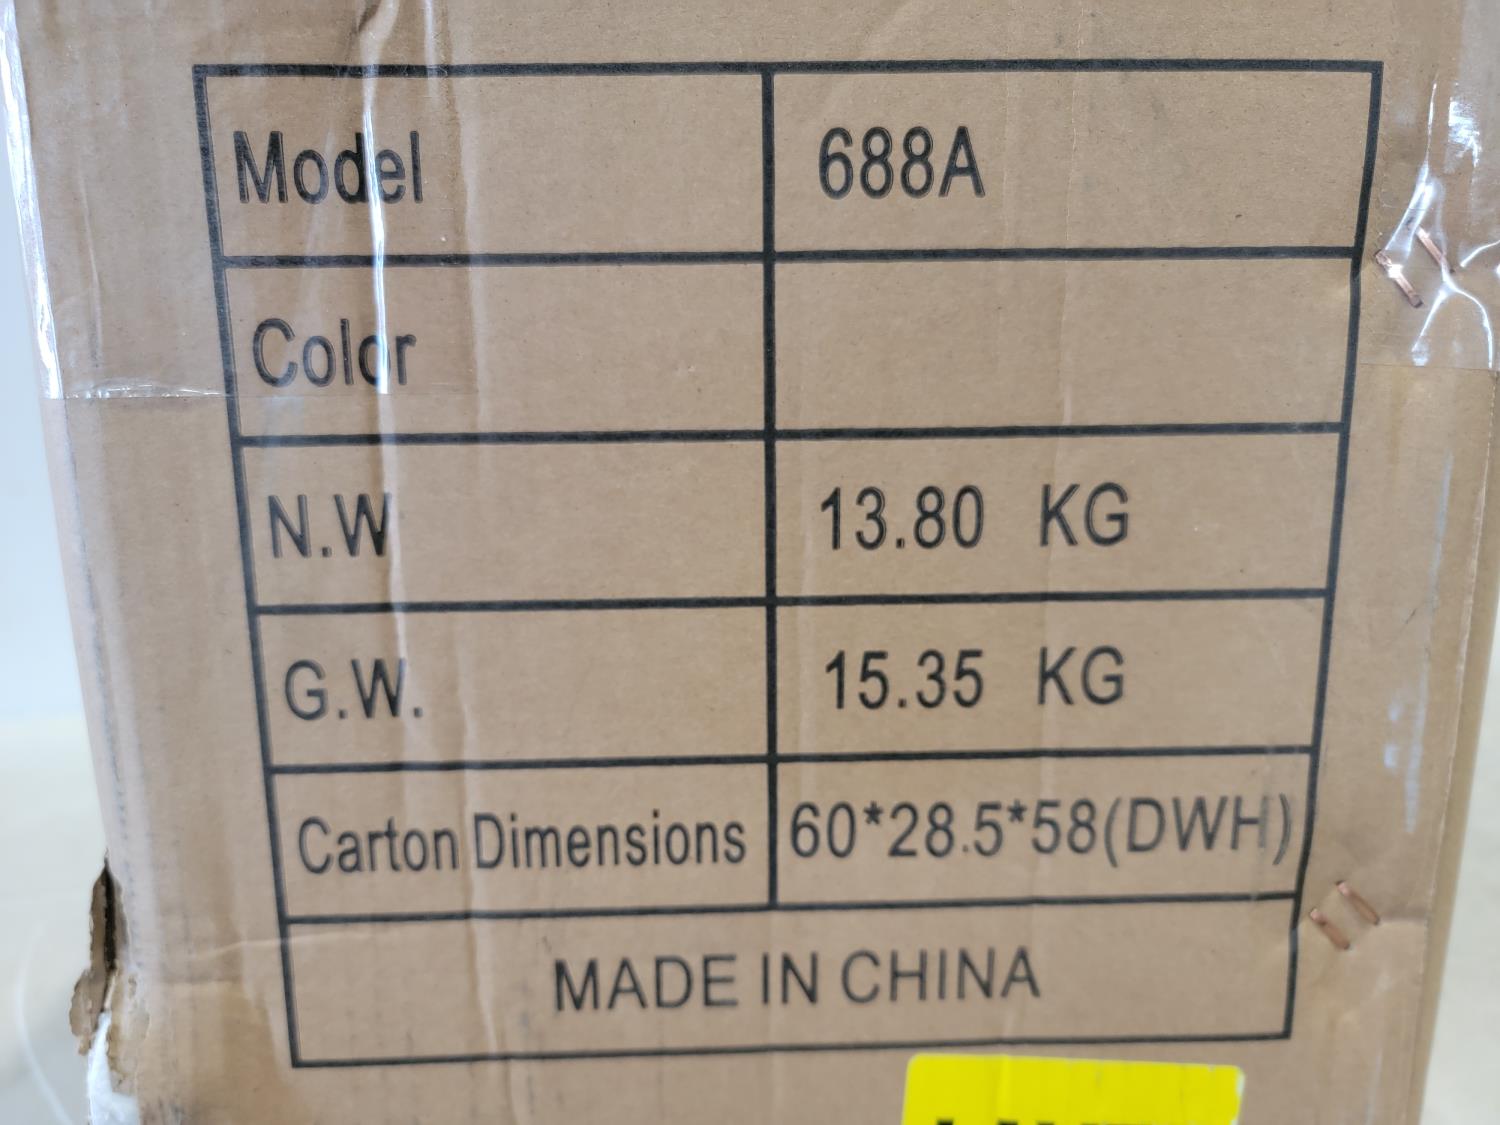 Model 688A
Color
N.W 13.80 KG
G.W. 15.35 KG
Carton Dimensions 60*28.5*58(DWH)
MADE IN CHINA